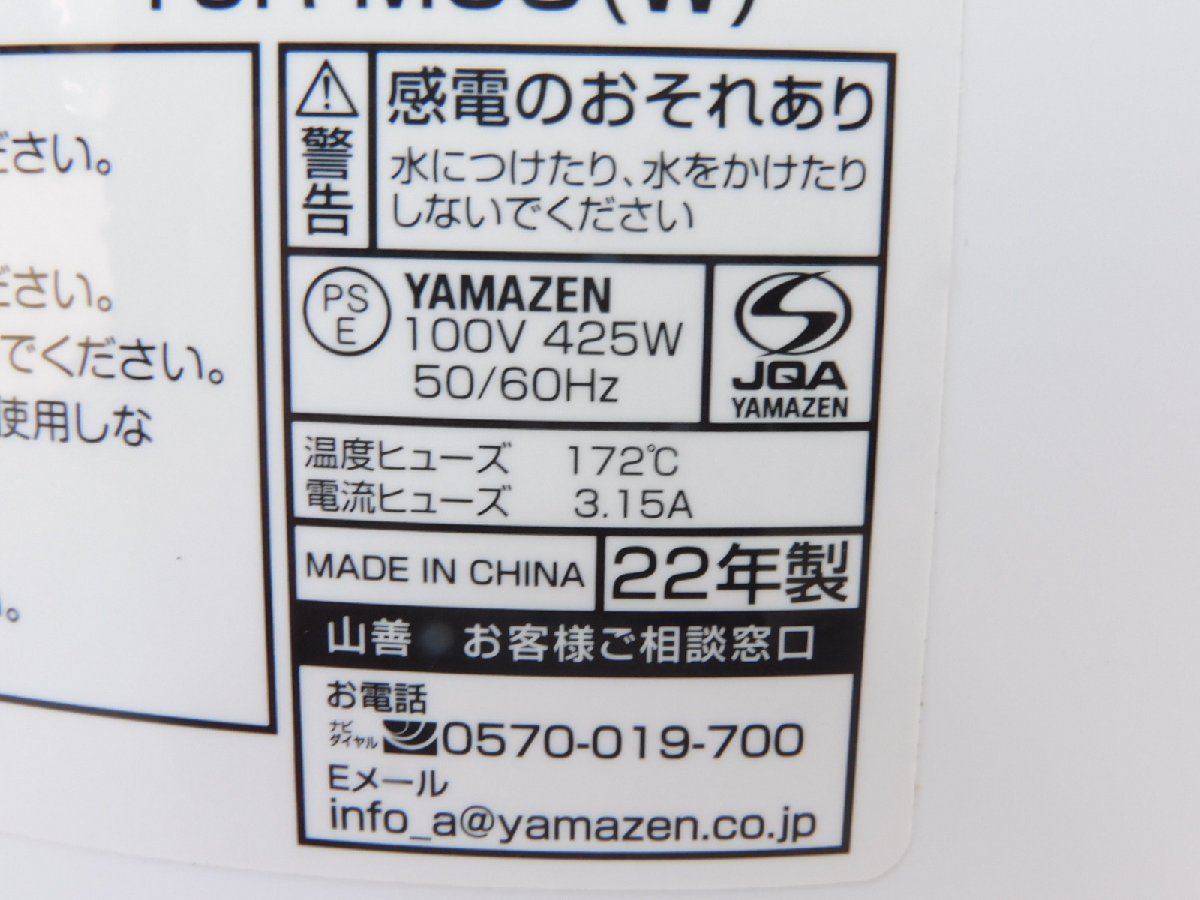 (W)
ださい。
ださい。
でください。
使用しな
い。
警告
感電のおそれあり
水につけたり、水をかけたり
しないでください
PS
E
YAMAZEN
100V 425W
50/60Hz
JQA
YAMAZEN
温度ヒューズ 172℃
電流ヒューズ 3.15A
MADE IN CHINA
22年製
山善 お客様ご相談窓口
お電話
ナビ
ダイヤル 0570-019-700
Eメール
info_a@yamazen.co.jp